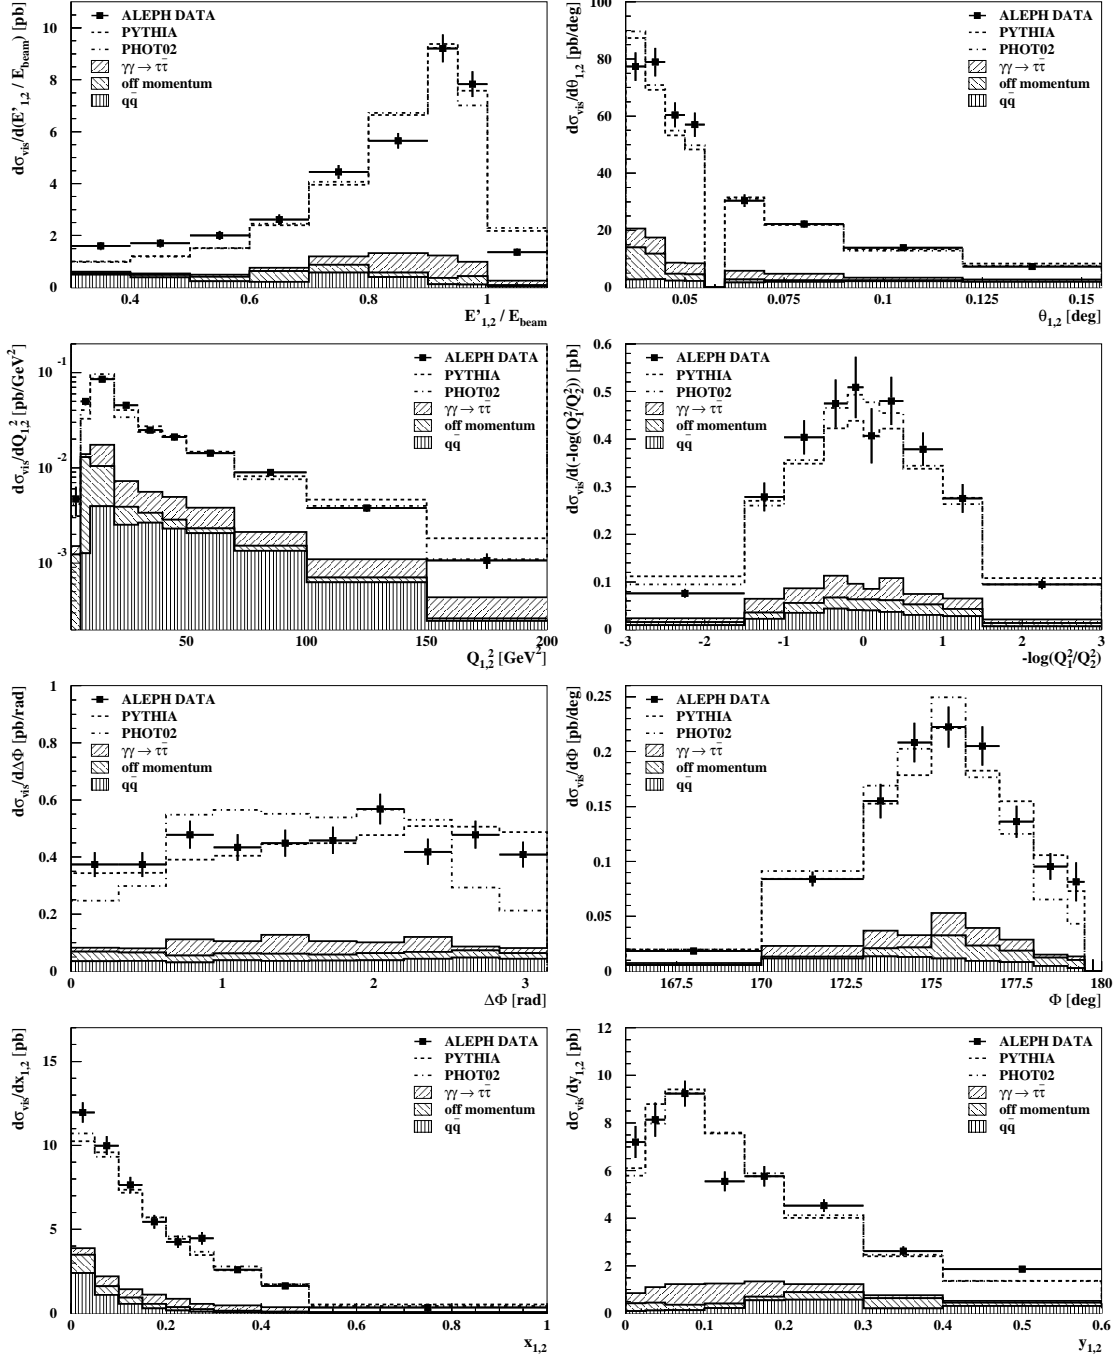 dσvis/d(E'1,2 / Ebeam) [pb]
10
8
6
4
2
0
ALEPH DATA
PYTHIA
PHOT02
γγ → ττ̄
off momentum
qq̄
0.4 0.6 0.8 1
E'1,2 / Ebeam
dσvis/dθ1,2 [pb/deg]
100
80
60
40
20
0
ALEPH DATA
PYTHIA
PHOT02
γγ → ττ̄
off momentum
qq̄
0.05 0.075 0.1 0.125 0.15
θ1,2 [deg]
dσvis/dQ1,2² [pb/GeV²]
10⁻¹
10⁻¹
10⁻²
10⁻³
ALEPH DATA
PYTHIA
PHOT02
γγ → ττ̄
off momentum
qq̄
50 100 150 200
Q1,2² [GeV²]
dσvis/d(-log(Q1²/Q2²)) [pb]
0.6
0.5
0.4
0.3
0.2
0.1
0
ALEPH DATA
PYTHIA
PHOT02
γγ → ττ̄
off momentum
qq̄
-3 -2 -1 0 1 2 3
-log(Q1²/Q2²)
dσvis/dΔΦ [pb/rad]
1
0.8
0.6
0.4
0.2
0
ALEPH DATA
PYTHIA
PHOT02
γγ → ττ̄
off momentum
qq̄
0 1 2 3
ΔΦ [rad]
dσvis/dΦ [pb/deg]
0.25
0.2
0.15
0.1
0.05
0
ALEPH DATA
PYTHIA
PHOT02
γγ → ττ̄
off momentum
qq̄
167.5 170 172.5 175 177.5 180
Φ [deg]
dσvis/dx1,2 [pb]
15
10
5
0
ALEPH DATA
PYTHIA
PHOT02
γγ → ττ̄
off momentum
qq̄
0 0.2 0.4 0.6 0.8 1
x1,2
dσvis/dy1,2 [pb]
12
10
8
6
4
2
0
ALEPH DATA
PYTHIA
PHOT02
γγ → ττ̄
off momentum
qq̄
0 0.1 0.2 0.3 0.4 0.5 0.6
y1,2